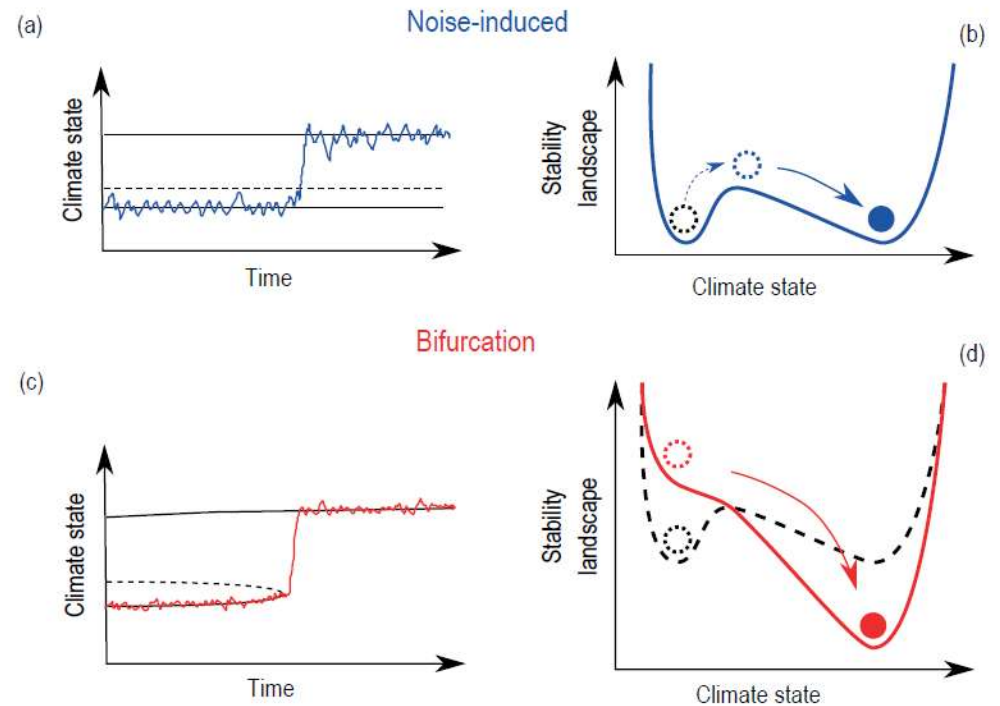 Noise-induced
(a)
(b)
Climate state
Time
Stability
landscape
Climate state
Bifurcation
(c)
(d)
Climate state
Time
Stability
landscape
Climate state